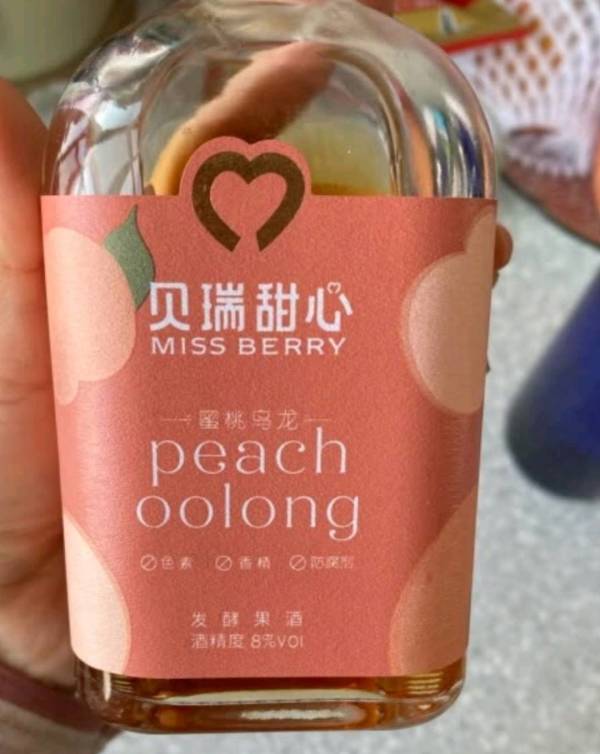 贝瑞甜心
MISS BERRY
蜜桃乌龙
peach
oolong
色素 香精 防腐剂
发酵果酒
酒精度 8%VOl